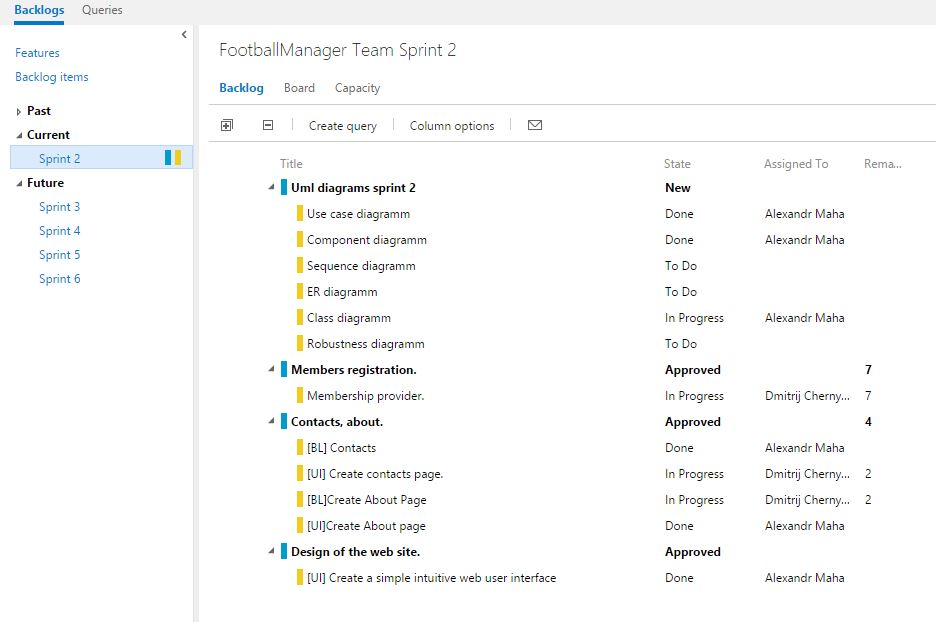 Backlogs Queries
Features
Backlog items
Past
Current
Sprint 2
Future
Sprint 3
Sprint 4
Sprint 5
Sprint 6
FootballManager Team Sprint 2
Backlog Board Capacity
Create query Column options
Title State Assigned To Rema...
Uml diagrams sprint 2 New
Use case diagramm Done Alexandr Maha
Component diagramm Done Alexandr Maha
Sequence diagramm To Do
ER diagramm To Do
Class diagramm In Progress Alexandr Maha
Robustness diagramm To Do
Members registration. Approved 7
Membership provider. In Progress Dmitrij Cherny... 7
Contacts, about. Approved 4
[BL] Contacts Done Alexandr Maha
[UI] Create contacts page. In Progress Dmitrij Cherny... 2
[BL]Create About Page In Progress Dmitrij Cherny... 2
[UI]Create About page Done Alexandr Maha
Design of the web site. Approved
[UI] Create a simple intuitive web user interface Done Alexandr Maha